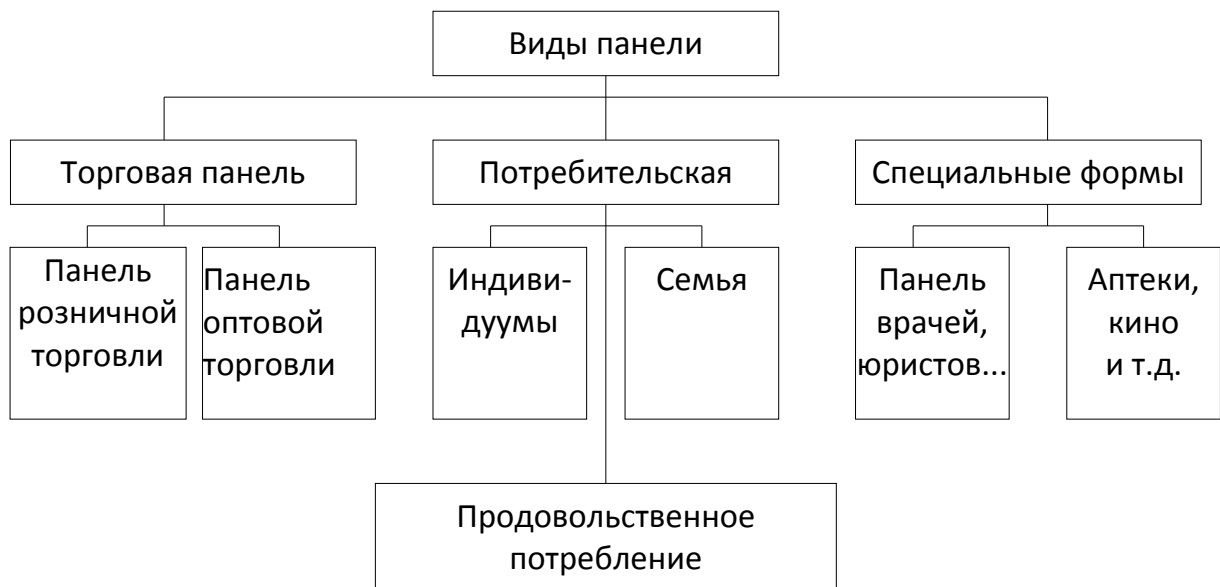 Виды панели
Торговая панель
Потребительская
Специальные формы
Панель
розничной
торговли
Панель
оптовой
торговли
Индиви-
дуумы
Семья
Панель
врачей,
юристов...
Аптеки,
кино
и т.д.
Продовольственное
потребление